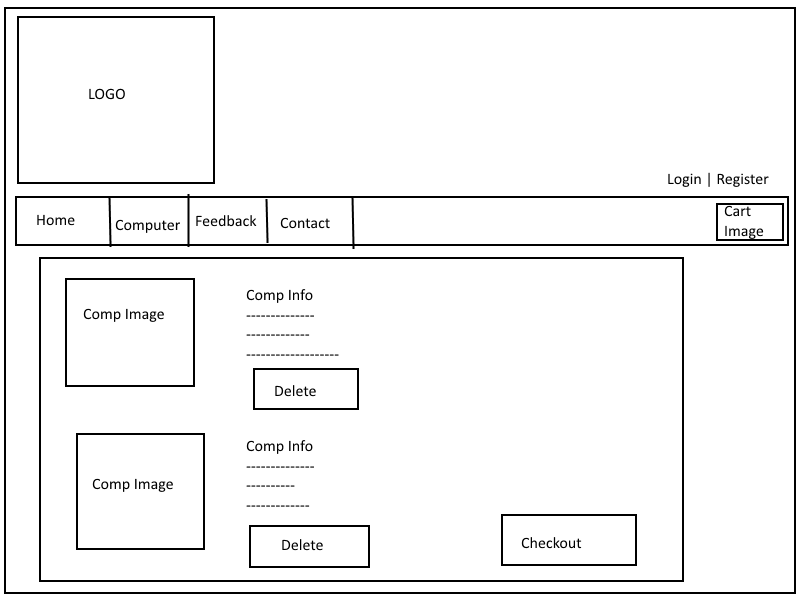 LOGO
Login | Register
Home
Computer
Feedback
Contact
Cart
Image
Comp Image
Comp Info
--------------
-------------
-------------------
Delete
Comp Image
Comp Info
--------------
----------
-------------
Delete
Checkout